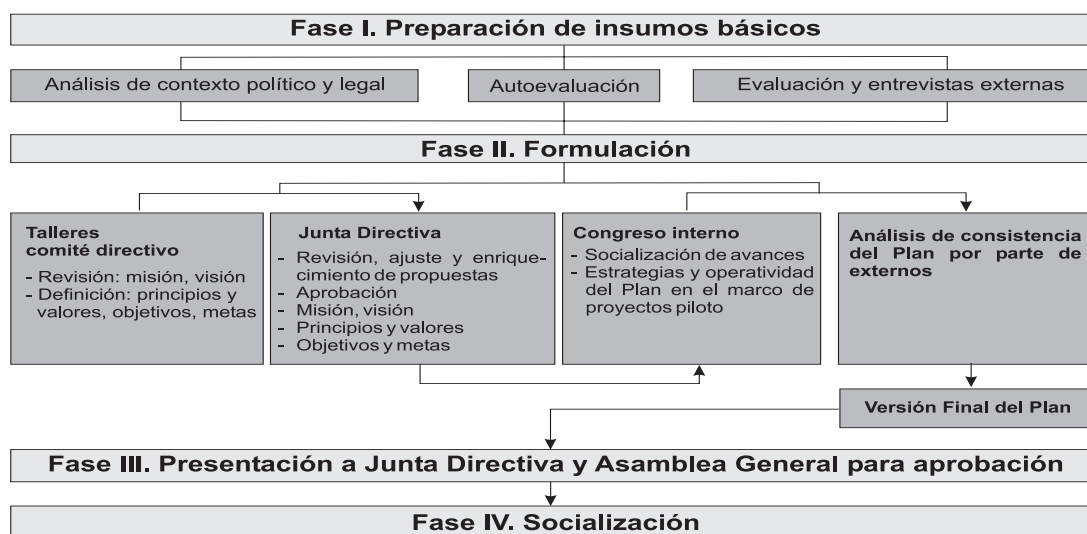 Fase I. Preparación de insumos básicos
Análisis de contexto político y legal
Autoevaluación
Evaluación y entrevistas externas
Fase II. Formulación
Talleres
comité directivo
- Revisión: misión, visión
- Definición: principios y
valores, objetivos, metas
Junta Directiva
- Revisión, ajuste y enrique-
cimiento de propuestas
- Aprobación
- Misión, visión
- Principios y valores
- Objetivos y metas
Congreso interno
- Socialización de avances
- Estrategias y operatividad
del Plan en el marco de
proyectos piloto
Análisis de consistencia
del Plan por parte de
externos
Versión Final del Plan
Fase III. Presentación a Junta Directiva y Asamblea General para aprobación
Fase IV. Socialización